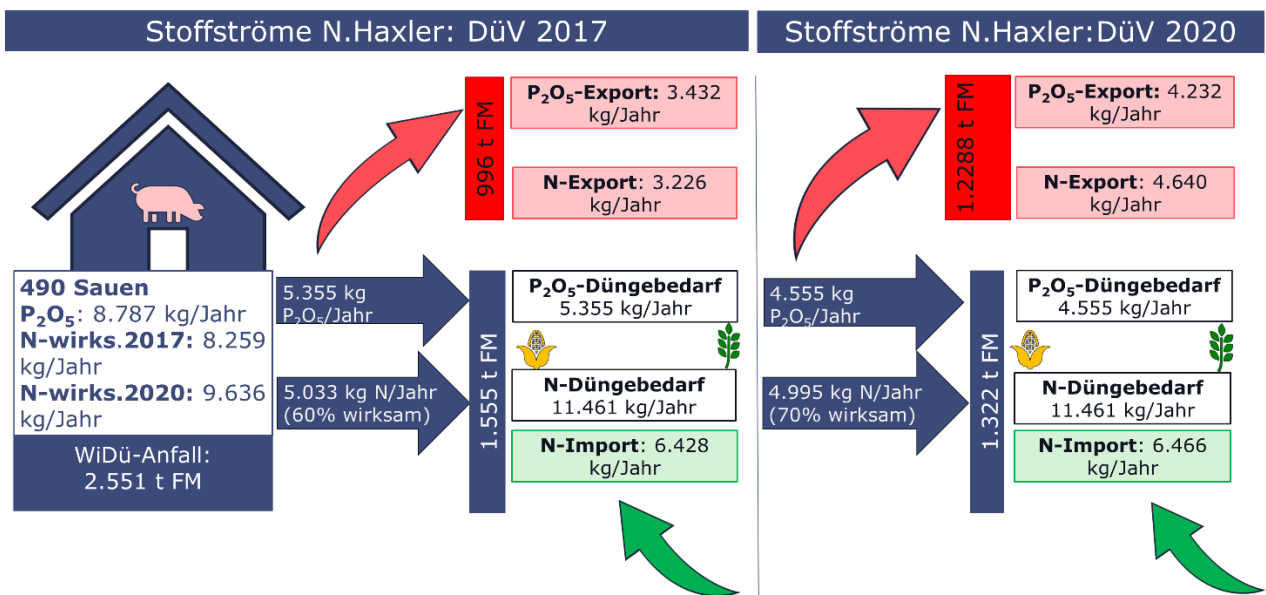 Stoffströme N.Haxler: DüV 2017
Stoffströme N.Haxler:DüV 2020
490 Sauen
P₂O₅: 8.787 kg/Jahr
N-wirks.2017: 8.259
kg/Jahr
N-wirks.2020: 9.636
kg/Jahr
WiDü-Anfall:
2.551 t FM
5.355 kg
P₂O₅/Jahr
5.033 kg N/Jahr
(60% wirksam)
996 t FM
P₂O₅-Export: 3.432
kg/Jahr
N-Export: 3.226
kg/Jahr
1.555 t FM
P₂O₅-Düngebedarf
5.355 kg/Jahr
N-Düngebedarf
11.461 kg/Jahr
N-Import: 6.428
kg/Jahr
4.555 kg
P₂O₅/Jahr
4.995 kg N/Jahr
(70% wirksam)
1.2288 t FM
P₂O₅-Export: 4.232
kg/Jahr
N-Export: 4.640
kg/Jahr
1.322 t FM
P₂O₅-Düngebedarf
4.555 kg/Jahr
N-Düngebedarf
11.461 kg/Jahr
N-Import: 6.466
kg/Jahr